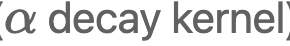 (α decay kernel)